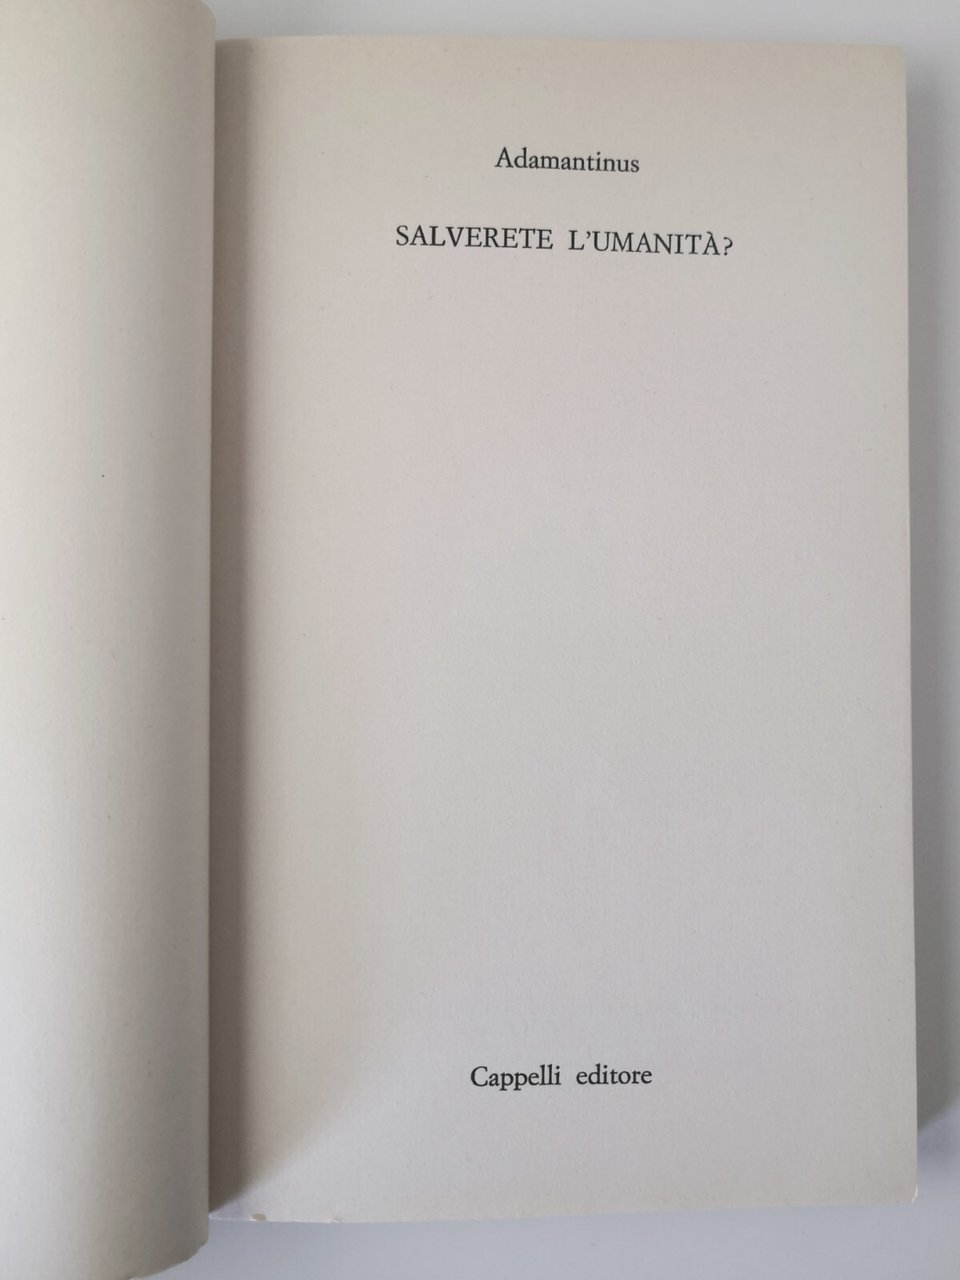 Adamantinus
SALVERETE L'UMANITÀ?
Cappelli editore